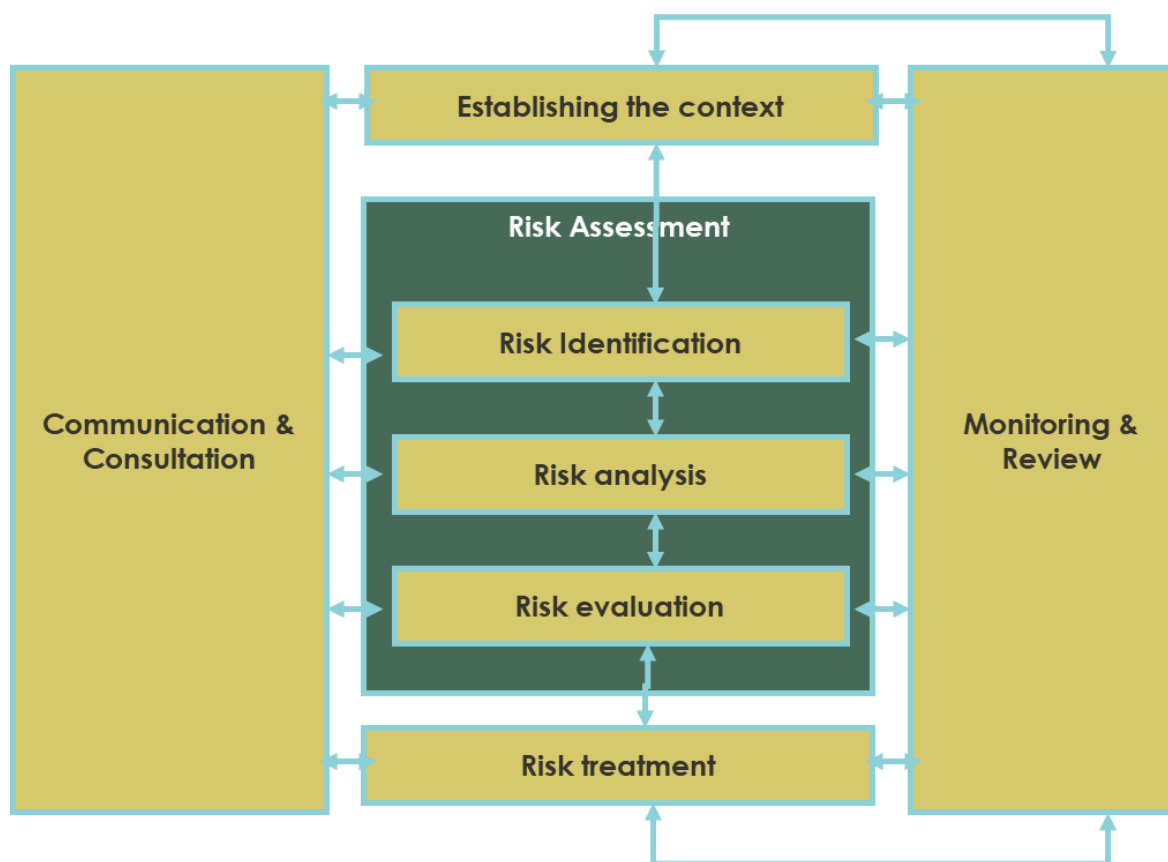 Establishing the context
Risk Assessment
Risk Identification
Communication &
Consultation
Monitoring &
Review
Risk analysis
Risk evaluation
Risk treatment